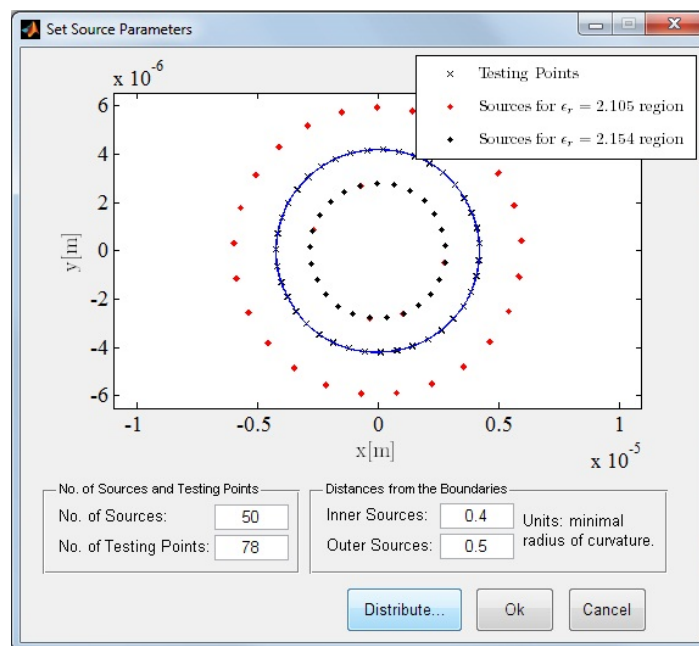 Set Source Parameters
x 10⁻⁶
Testing Points
Sources for ϵᵣ = 2.105 region
Sources for ϵᵣ = 2.154 region
6
4
2
0
-2
-4
-6
y[m]
-1
-0.5
0
0.5
1
x[m]
x 10⁻⁵
No. of Sources and Testing Points
No. of Sources: 50
No. of Testing Points: 78
Distances from the Boundaries
Inner Sources: 0.4
Outer Sources: 0.5
Units: minimal
radius of curvature.
Distribute...
Ok
Cancel